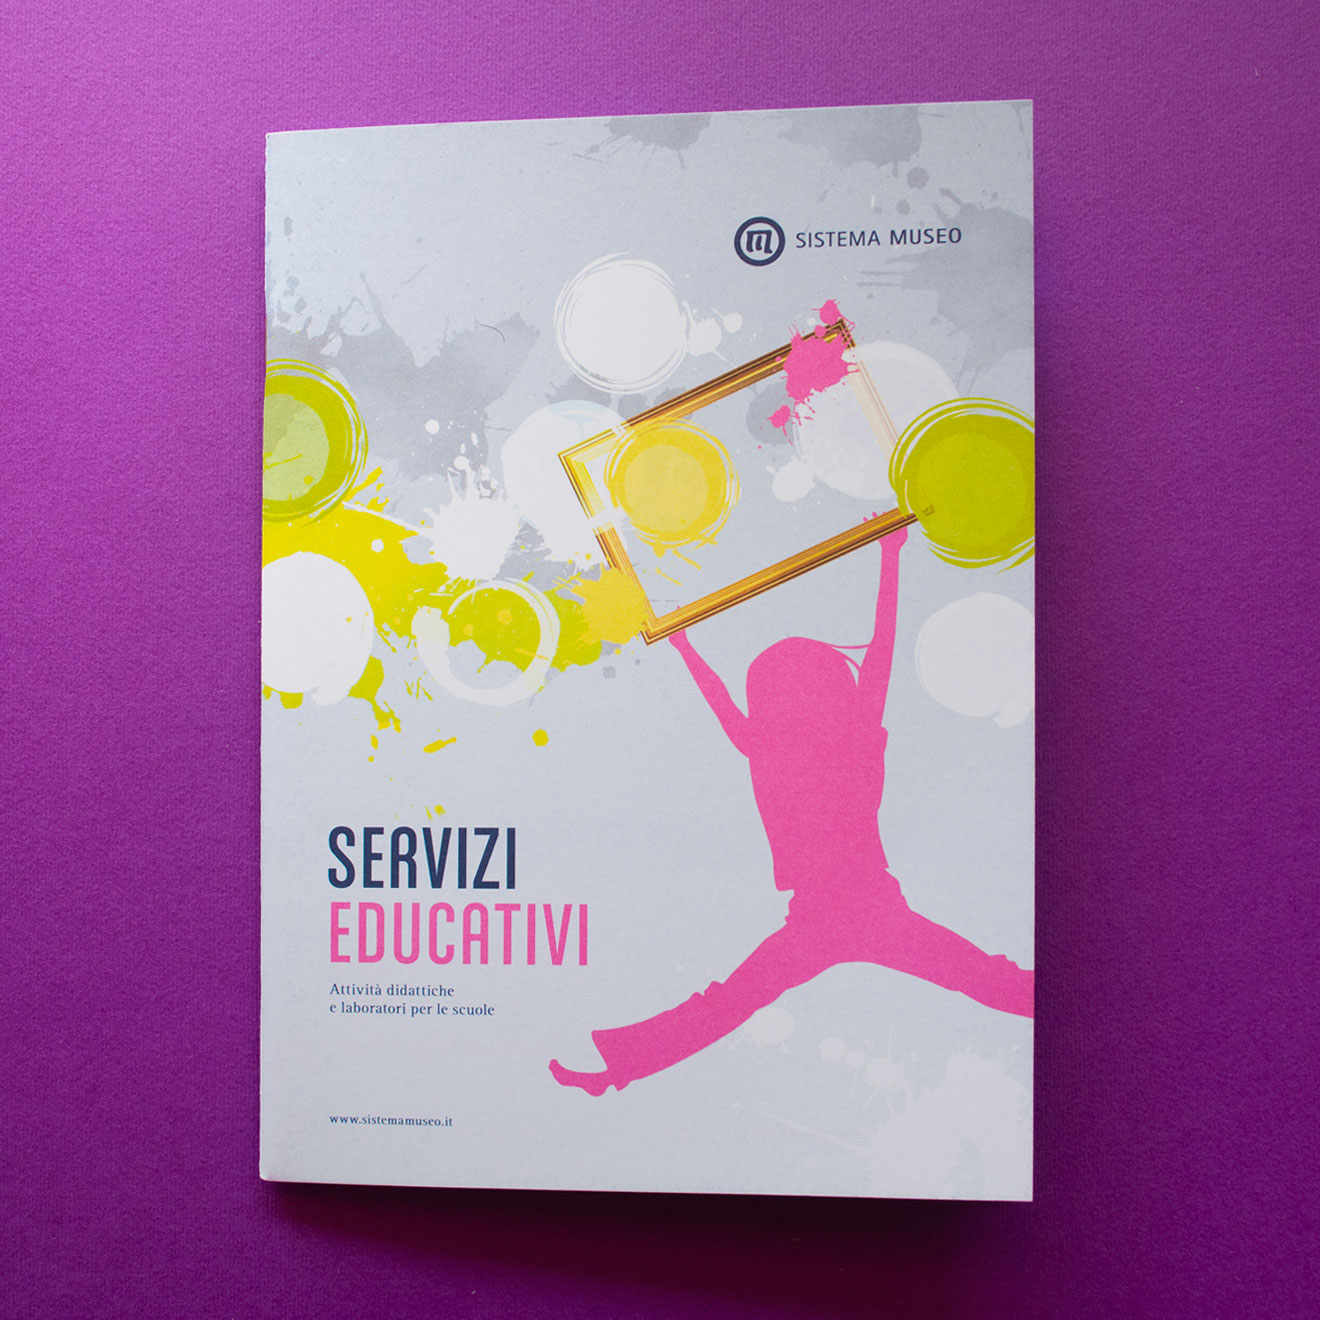 SISTEMA MUSEO
SERVIZI
EDUCATIVI
Attività didattiche
e laboratori per le scuole
www.sistemamuseo.it